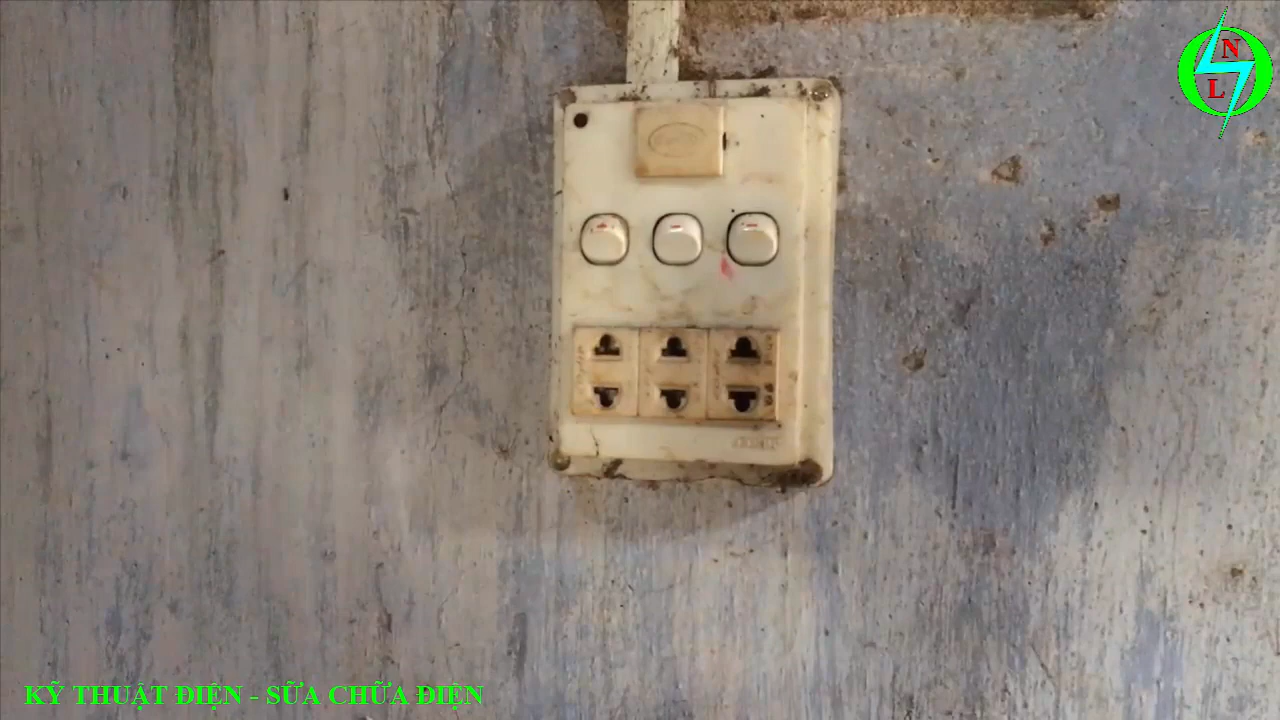 N
L
KỸ THUẬT ĐIỆN - SỮA CHỮA ĐIỆN